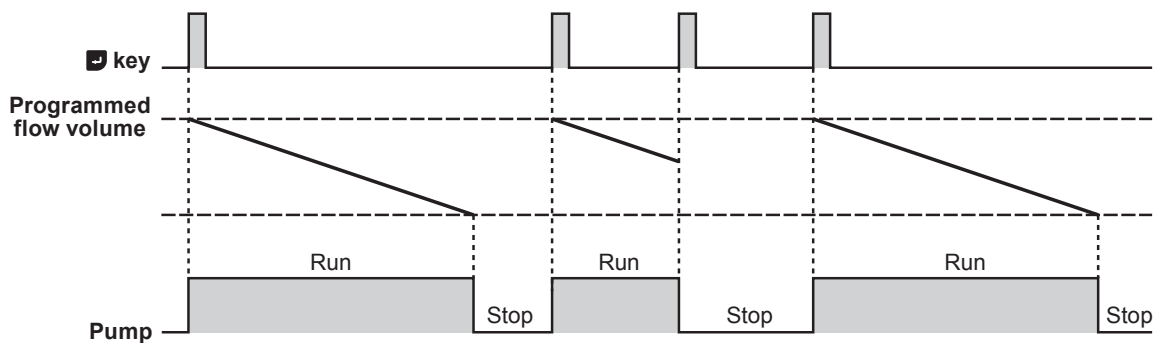 key
Programmed
flow volume
Run
Run
Run
Stop
Stop
Stop
Pump